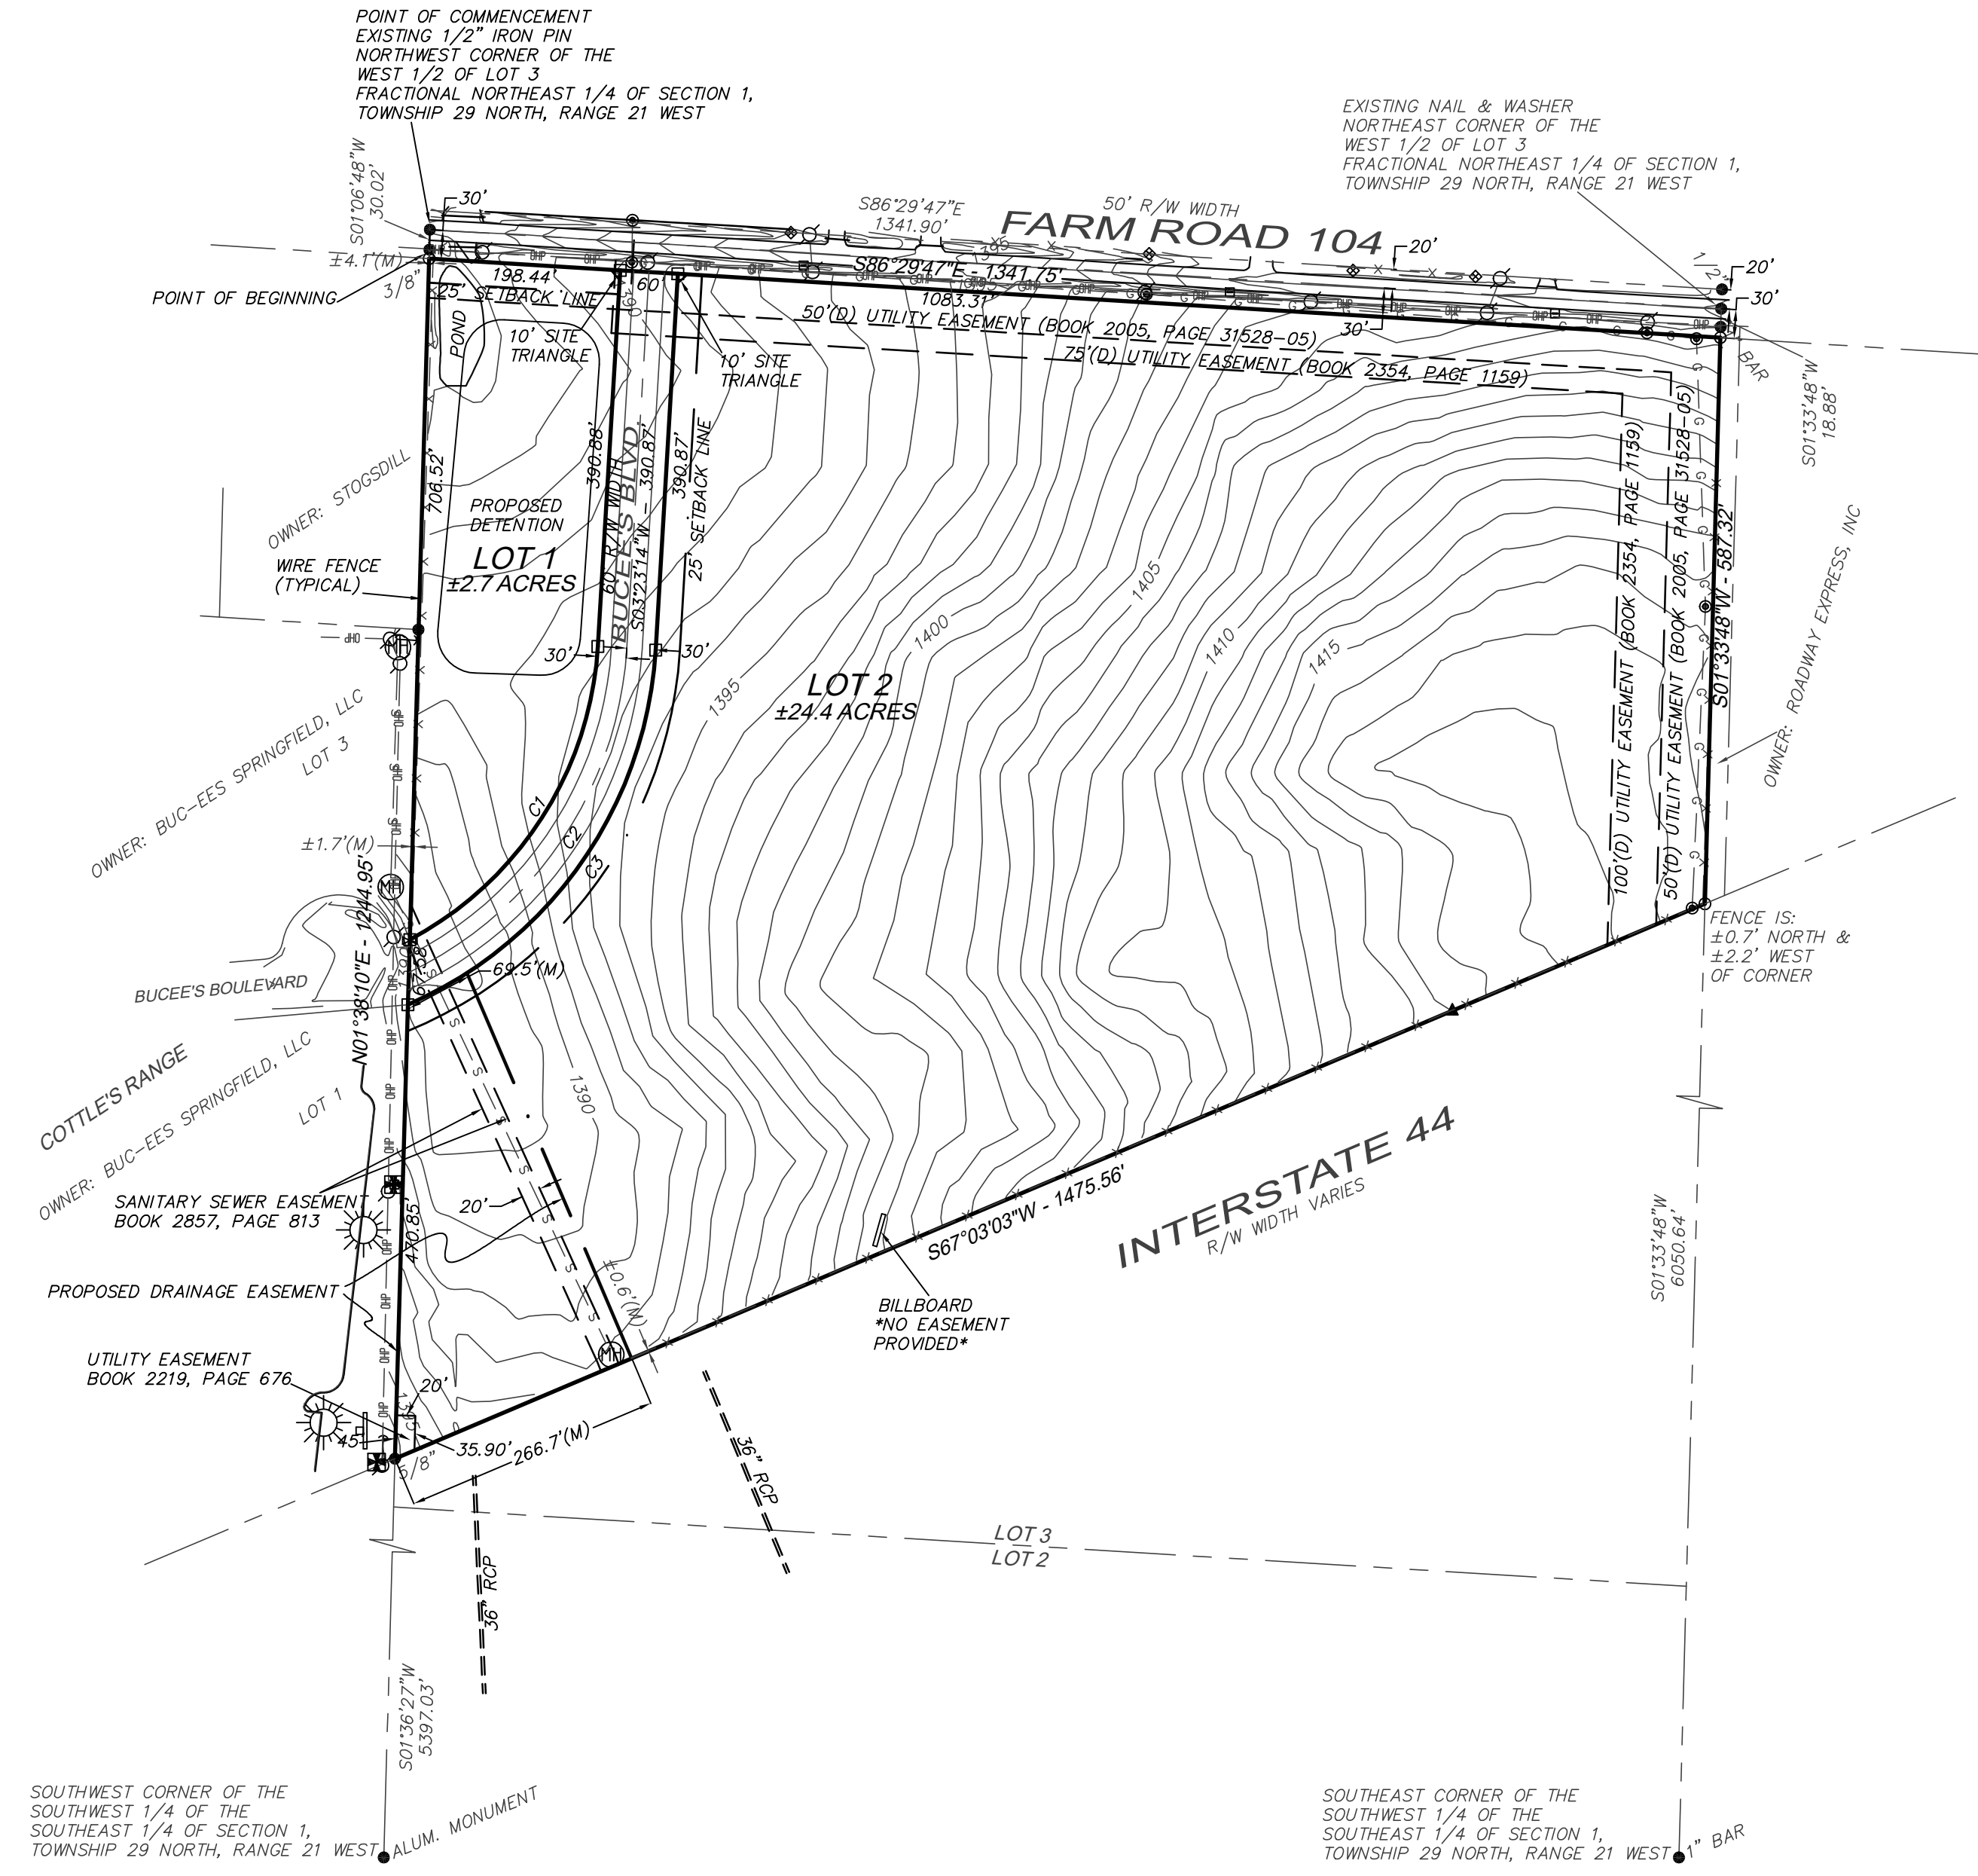 POINT OF COMMENCEMENT
EXISTING 1/2" IRON PIN
NORTHWEST CORNER OF THE
WEST 1/2 OF LOT 3
FRACTIONAL NORTHEAST 1/4 OF SECTION 1,
TOWNSHIP 29 NORTH, RANGE 21 WEST
EXISTING NAIL & WASHER
NORTHEAST CORNER OF THE
WEST 1/2 OF LOT 3
FRACTIONAL NORTHEAST 1/4 OF SECTION 1,
TOWNSHIP 29 NORTH, RANGE 21 WEST
S01°06'48"W
30.02'
30'
S86°29'47"E
1341.90'
50' R/W WIDTH
FARM ROAD 104
1395
20'
1/2"
20'
30'
±4.1'(M)
3/8"
POINT OF BEGINNING
198.44'
60'
S86°29'47"E - 1341.75'
1083.31'
25' SETBACK LINE
1390
50'(D) UTILITY EASEMENT (BOOK 2005, PAGE 31528-05)
30'
75'(D) UTILITY EASEMENT (BOOK 2354, PAGE 1159)
BAR
S01°33'48"W
18.88'
POND
10' SITE
TRIANGLE
10' SITE
TRIANGLE
OWNER: STOGSDILL
706.52'
390.88'
60' R/W WIDTH
BUCEE'S BLVD.
S03°23'14"W - 390.87'
390.87'
25' SETBACK LINE
PROPOSED
DETENTION
LOT 1
±2.7 ACRES
WIRE FENCE
(TYPICAL)
OHP
MH
30'
30'
1395
1400
1405
1410
1415
LOT 2
±24.4 ACRES
100'(D) UTILITY EASEMENT (BOOK 2354, PAGE 1159)
50'(D) UTILITY EASEMENT (BOOK 2005, PAGE 31528-05)
S01°33'48"W - 587.32'
OWNER: ROADWAY EXPRESS, INC
OWNER: BUC-EES SPRINGFIELD, LLC
LOT 3
C1
C2
C3
±1.7'(M)
MH
N01°38'10"E - 1244.95'
67.58'
1390
69.5'(M)
BUCEE'S BOULEVARD
FENCE IS:
±0.7' NORTH &
±2.2' WEST
OF CORNER
COTTLE'S RANGE
OWNER: BUC-EES SPRINGFIELD, LLC
LOT 1
1390
SANITARY SEWER EASEMENT
BOOK 2857, PAGE 813
20'
470.85'
PROPOSED DRAINAGE EASEMENT
±0.6'(M)
MH
INTERSTATE 44
R/W WIDTH VARIES
S67°03'03"W - 1475.56'
BILLBOARD
*NO EASEMENT
PROVIDED*
S01°33'48"W
6050.64'
UTILITY EASEMENT
BOOK 2219, PAGE 676
20'
1395
45'
35.90'
5/8"
266.7'(M)
36" RCP
36" RCP
LOT 3
LOT 2
S01°36'27"W
5397.03'
SOUTHWEST CORNER OF THE
SOUTHWEST 1/4 OF THE
SOUTHEAST 1/4 OF SECTION 1,
TOWNSHIP 29 NORTH, RANGE 21 WEST
ALUM. MONUMENT
SOUTHEAST CORNER OF THE
SOUTHWEST 1/4 OF THE
SOUTHEAST 1/4 OF SECTION 1,
TOWNSHIP 29 NORTH, RANGE 21 WEST
1" BAR